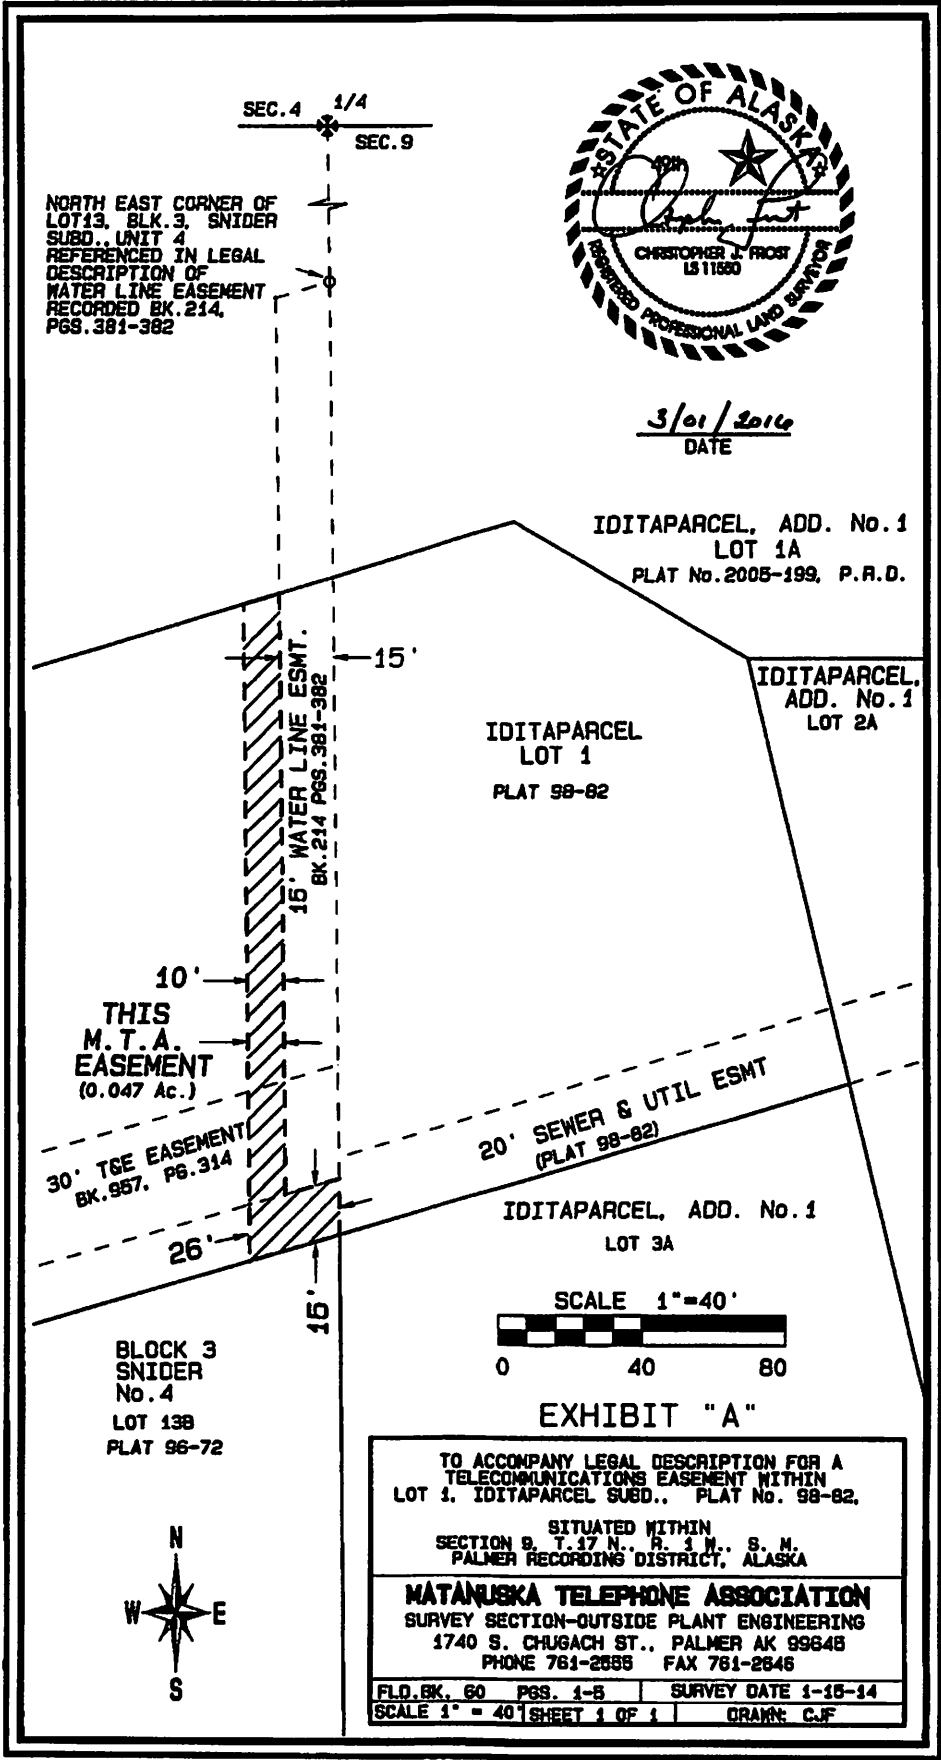 SEC.4 1/4
SEC.9
NORTH EAST CORNER OF
LOT13, BLK.3, SNIDER
SUBD., UNIT 4
REFERENCED IN LEGAL
DESCRIPTION OF
WATER LINE EASEMENT
RECORDED BK.214,
PGS.381-382
STATE OF ALASKA
49th
CHRISTOPHER J. FROST
LS 11550
REGISTERED PROFESSIONAL LAND SURVEYOR
3/01/2014
DATE
IDITAPARCEL, ADD. No.1
LOT 1A
PLAT No.2005-199, P.R.D.
15'
15' WATER LINE ESMT.
BK.214 PGS.381-382
IDITAPARCEL
LOT 1
PLAT 98-82
IDITAPARCEL,
ADD. No.1
LOT 2A
10'
THIS
M.T.A.
EASEMENT
(0.047 Ac.)
30' T&E EASEMENT
BK.957, PG.314
20' SEWER & UTIL ESMT
(PLAT 98-82)
26'
15'
IDITAPARCEL, ADD. No.1
LOT 3A
SCALE 1"=40'
0 40 80
BLOCK 3
SNIDER
No.4
LOT 13B
PLAT 96-72
EXHIBIT "A"
TO ACCOMPANY LEGAL DESCRIPTION FOR A
TELECOMMUNICATIONS EASEMENT WITHIN
LOT 1, IDITAPARCEL SUBD., PLAT No. 98-82,
SITUATED WITHIN
SECTION 9, T.17 N., R. 1 W., S. M.
PALMER RECORDING DISTRICT, ALASKA
MATANUSKA TELEPHONE ASSOCIATION
SURVEY SECTION-OUTSIDE PLANT ENGINEERING
1740 S. CHUGACH ST., PALMER AK 99645
PHONE 761-2555 FAX 761-2646
FLD.BK. 60 PGS. 1-5 SURVEY DATE 1-15-14
SCALE 1" = 40' SHEET 1 OF 1 DRAWN: CJF
N
W E
S